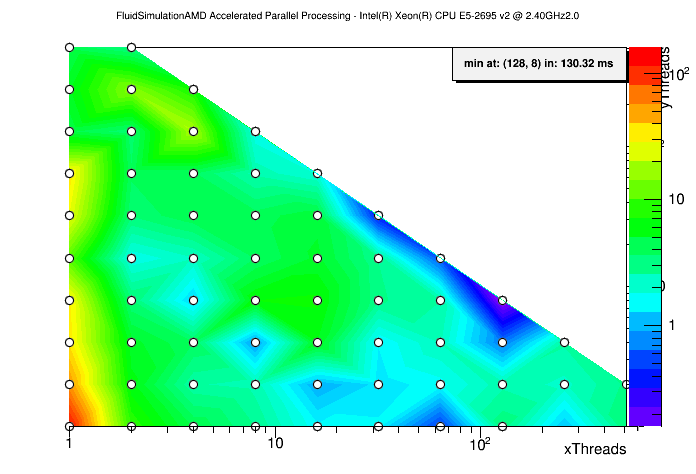 FluidSimulationAMD Accelerated Parallel Processing - Intel(R) Xeon(R) CPU E5-2695 v2 @ 2.40GHz2.0
min at: (128, 8) in: 130.32 ms
yThreads
10²
10
1
1
10
10²
xThreads